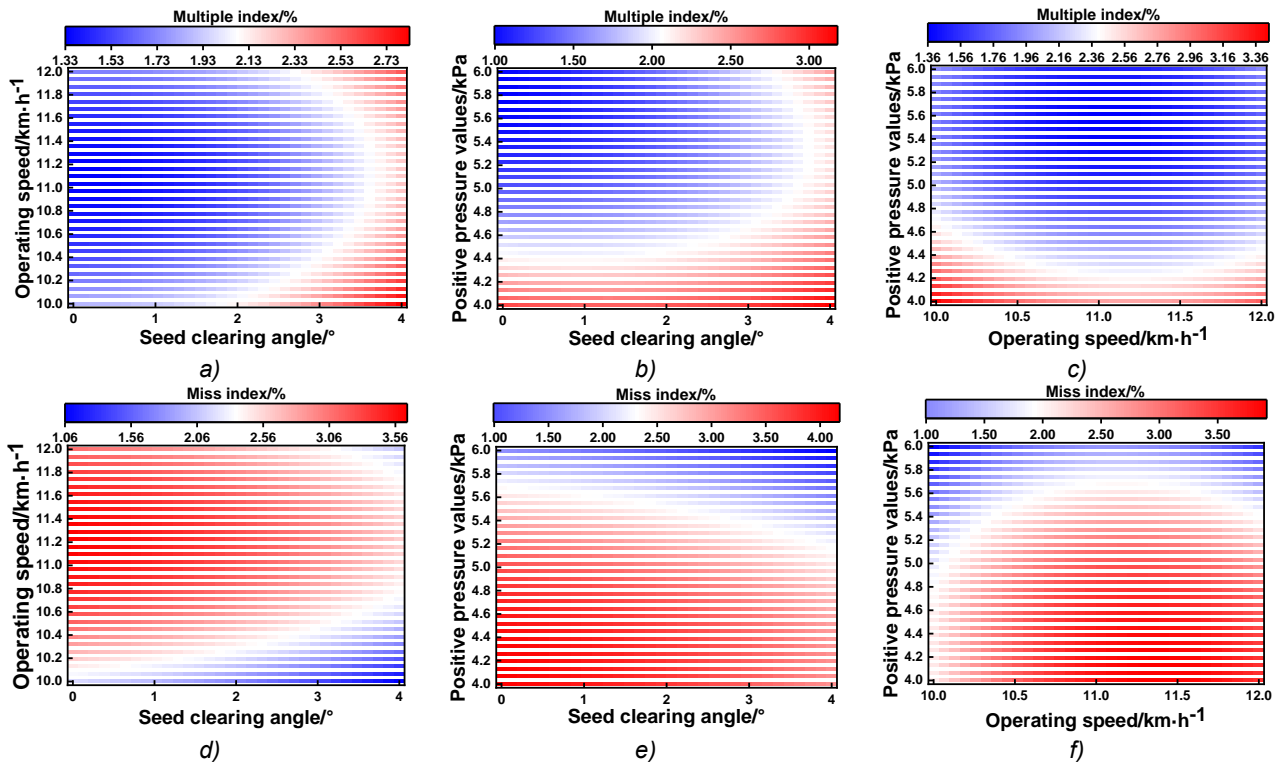 Multiple index/%
1.33 1.53 1.73 1.93 2.13 2.33 2.53 2.73
Operating speed/km·h-1
12.0
11.8
11.6
11.4
11.2
11.0
10.8
10.6
10.4
10.2
10.0
0 1 2 3 4
Seed clearing angle/°
a)
Multiple index/%
1.00 1.50 2.00 2.50 3.00
Positive pressure values/kPa
6.0
5.8
5.6
5.4
5.2
5.0
4.8
4.6
4.4
4.2
4.0
0 1 2 3 4
Seed clearing angle/°
b)
Multiple index/%
1.36 1.56 1.76 1.96 2.16 2.36 2.56 2.76 2.96 3.16 3.36
Positive pressure values/kPa
6.0
5.8
5.6
5.4
5.2
5.0
4.8
4.6
4.4
4.2
4.0
10.0 10.5 11.0 11.5 12.0
Operating speed/km·h-1
c)
Miss index/%
1.06 1.56 2.06 2.56 3.06 3.56
Operating speed/km·h-1
12.0
11.8
11.6
11.4
11.2
11.0
10.8
10.6
10.4
10.2
10.0
0 1 2 3 4
Seed clearing angle/°
d)
Miss index/%
1.00 1.50 2.00 2.50 3.00 3.50 4.00
Positive pressure values/kPa
6.0
5.8
5.6
5.4
5.2
5.0
4.8
4.6
4.4
4.2
4.0
0 1 2 3 4
Seed clearing angle/°
e)
Miss index/%
1.00 1.50 2.00 2.50 3.00 3.50
Positive pressure values/kPa
6.0
5.8
5.6
5.4
5.2
5.0
4.8
4.6
4.4
4.2
4.0
10.0 10.5 11.0 11.5 12.0
Operating speed/km·h-1
f)